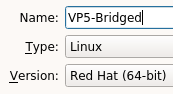 Name: VP5-Bridged
Type: Linux
Version: Red Hat (64-bit)